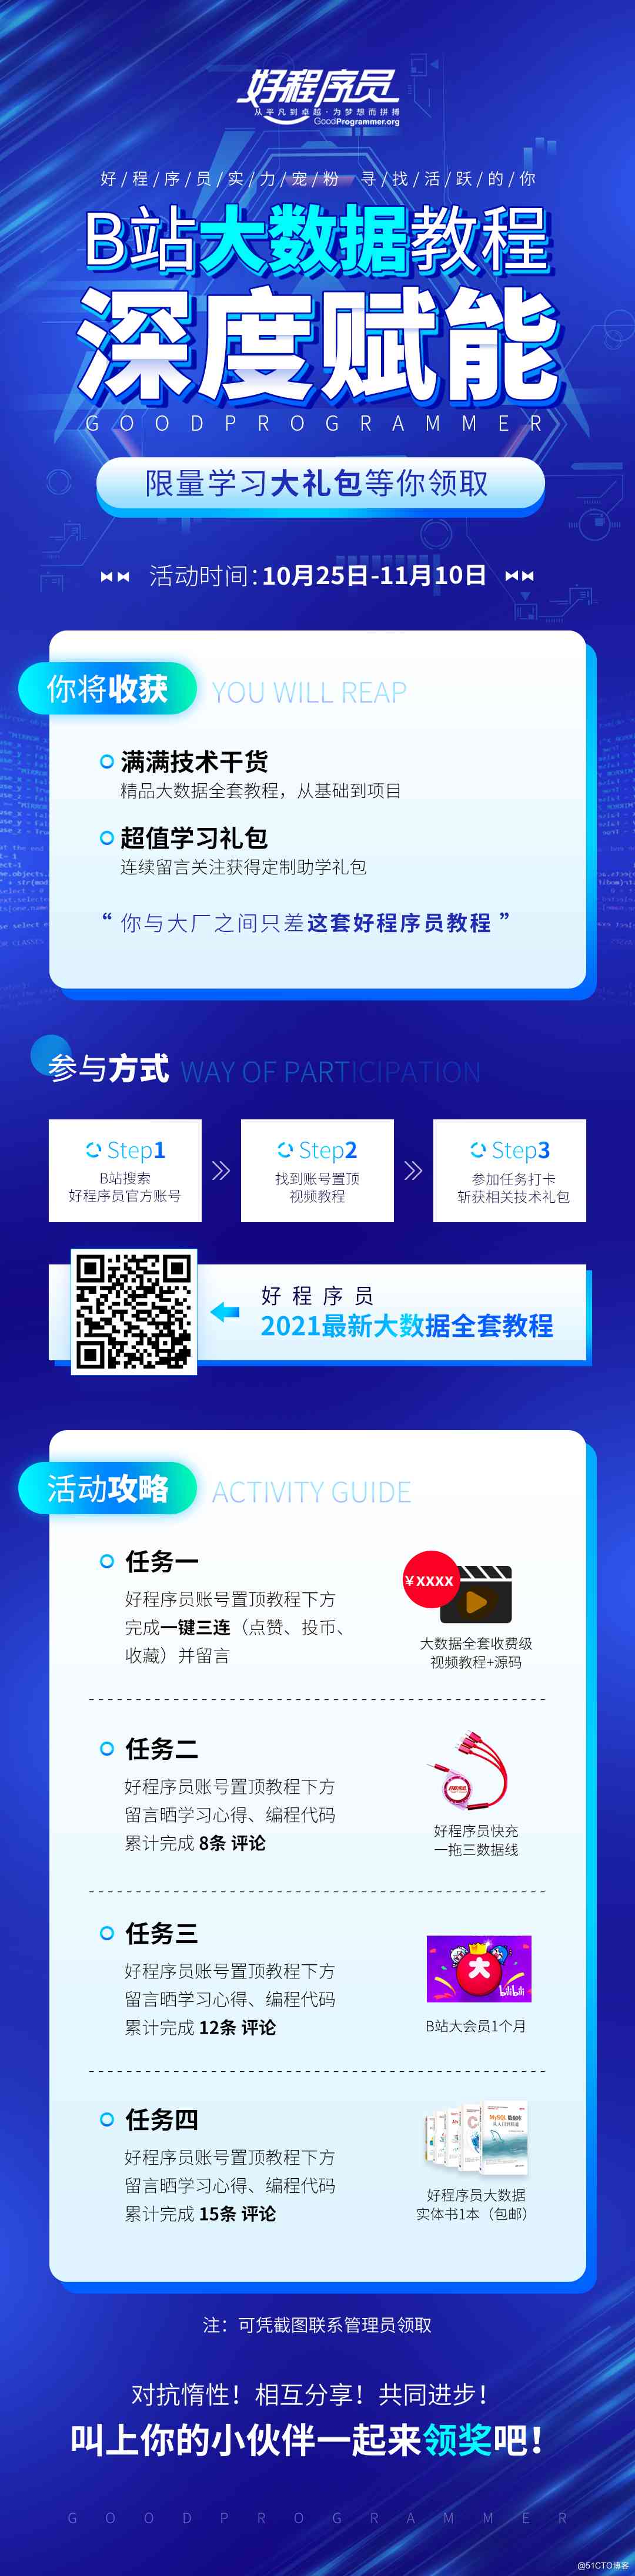 好程序员
从平凡到卓越·为梦想而拼搏
GoodProgrammer.org
好/程/序/员/实/力/宠/粉 寻/找/活/跃/的/你
B站大数据教程
深度赋能
GOODPROGRAMMER
限量学习大礼包等你领取
活动时间：10月25日-11月10日
你将收获 YOU WILL REAP
满满技术干货
精品大数据全套教程，从基础到项目
超值学习礼包
连续留言关注获得定制助学礼包
“ 你与大厂之间只差这套好程序员教程 ”
参与方式 WAY OF PARTICIPATION
Step1
B站搜索
好程序员官方账号
Step2
找到账号置顶
视频教程
Step3
参加任务打卡
斩获相关技术礼包
好程序员
2021最新大数据全套教程
活动攻略 ACTIVITY GUIDE
任务一
好程序员账号置顶教程下方
完成一键三连（点赞、投币、
收藏）并留言
¥XXXX
大数据全套收费级
视频教程+源码
任务二
好程序员账号置顶教程下方
留言晒学习心得、编程代码
累计完成 8条 评论
好程序员
好程序员快充
一拖三数据线
任务三
好程序员账号置顶教程下方
留言晒学习心得、编程代码
累计完成 12条 评论
大
bilibili
B站大会员1个月
任务四
好程序员账号置顶教程下方
留言晒学习心得、编程代码
累计完成 15条 评论
MySQL 数据库
从入门到精通
好程序员大数据
实体书1本（包邮）
注：可凭截图联系管理员领取
对抗惰性！相互分享！共同进步！
叫上你的小伙伴一起来领奖吧！
GOODPROGRAMMER
@51CTO博客